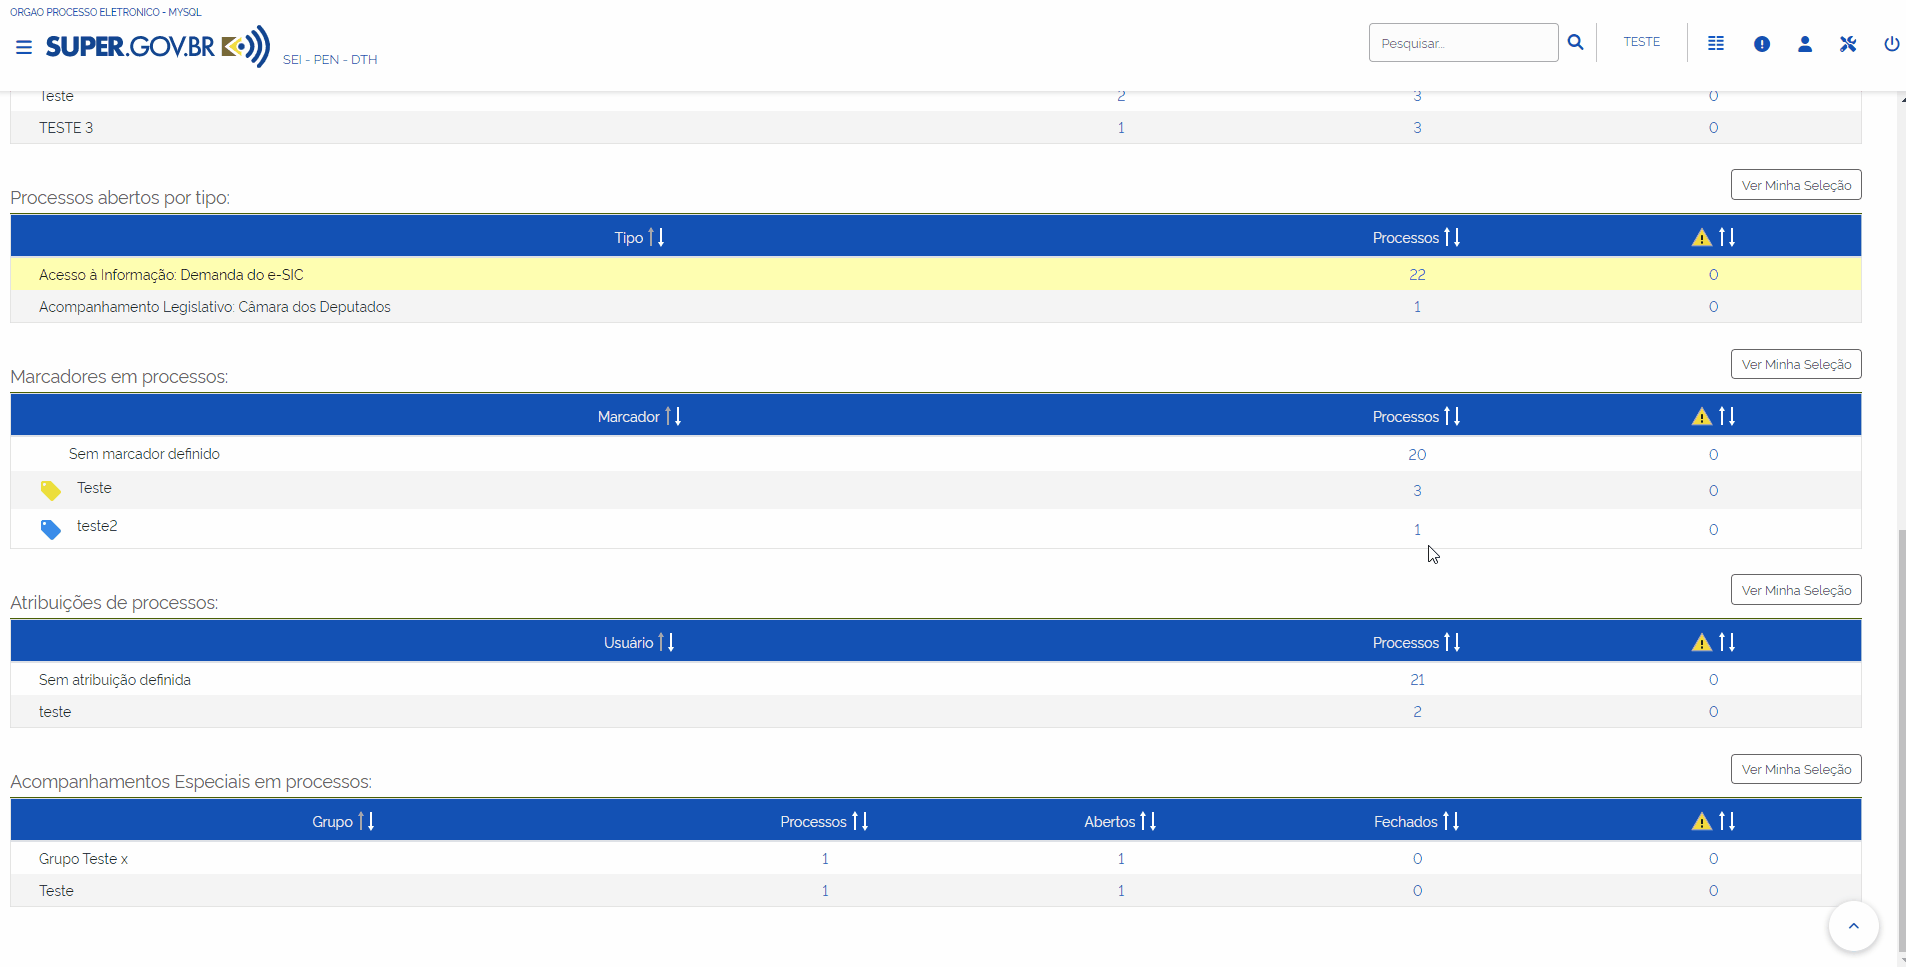 ORGAO PROCESSO ELETRONICO - MYSQL
SUPER.GOV.BR
SEI - PEN - DTH
Pesquisar...
TESTE
Teste 2 3 0
TESTE 3 1 3 0
Processos abertos por tipo:
Ver Minha Seleção
Tipo Processos
Acesso à Informação: Demanda do e-SIC 22 0
Acompanhamento Legislativo: Câmara dos Deputados 1 0
Marcadores em processos:
Ver Minha Seleção
Marcador Processos
Sem marcador definido 20 0
Teste 3 0
teste2 1 0
Atribuições de processos:
Ver Minha Seleção
Usuário Processos
Sem atribuição definida 21 0
teste 2 0
Acompanhamentos Especiais em processos:
Ver Minha Seleção
Grupo Processos Abertos Fechados
Grupo Teste x 1 1 0 0
Teste 1 1 0 0